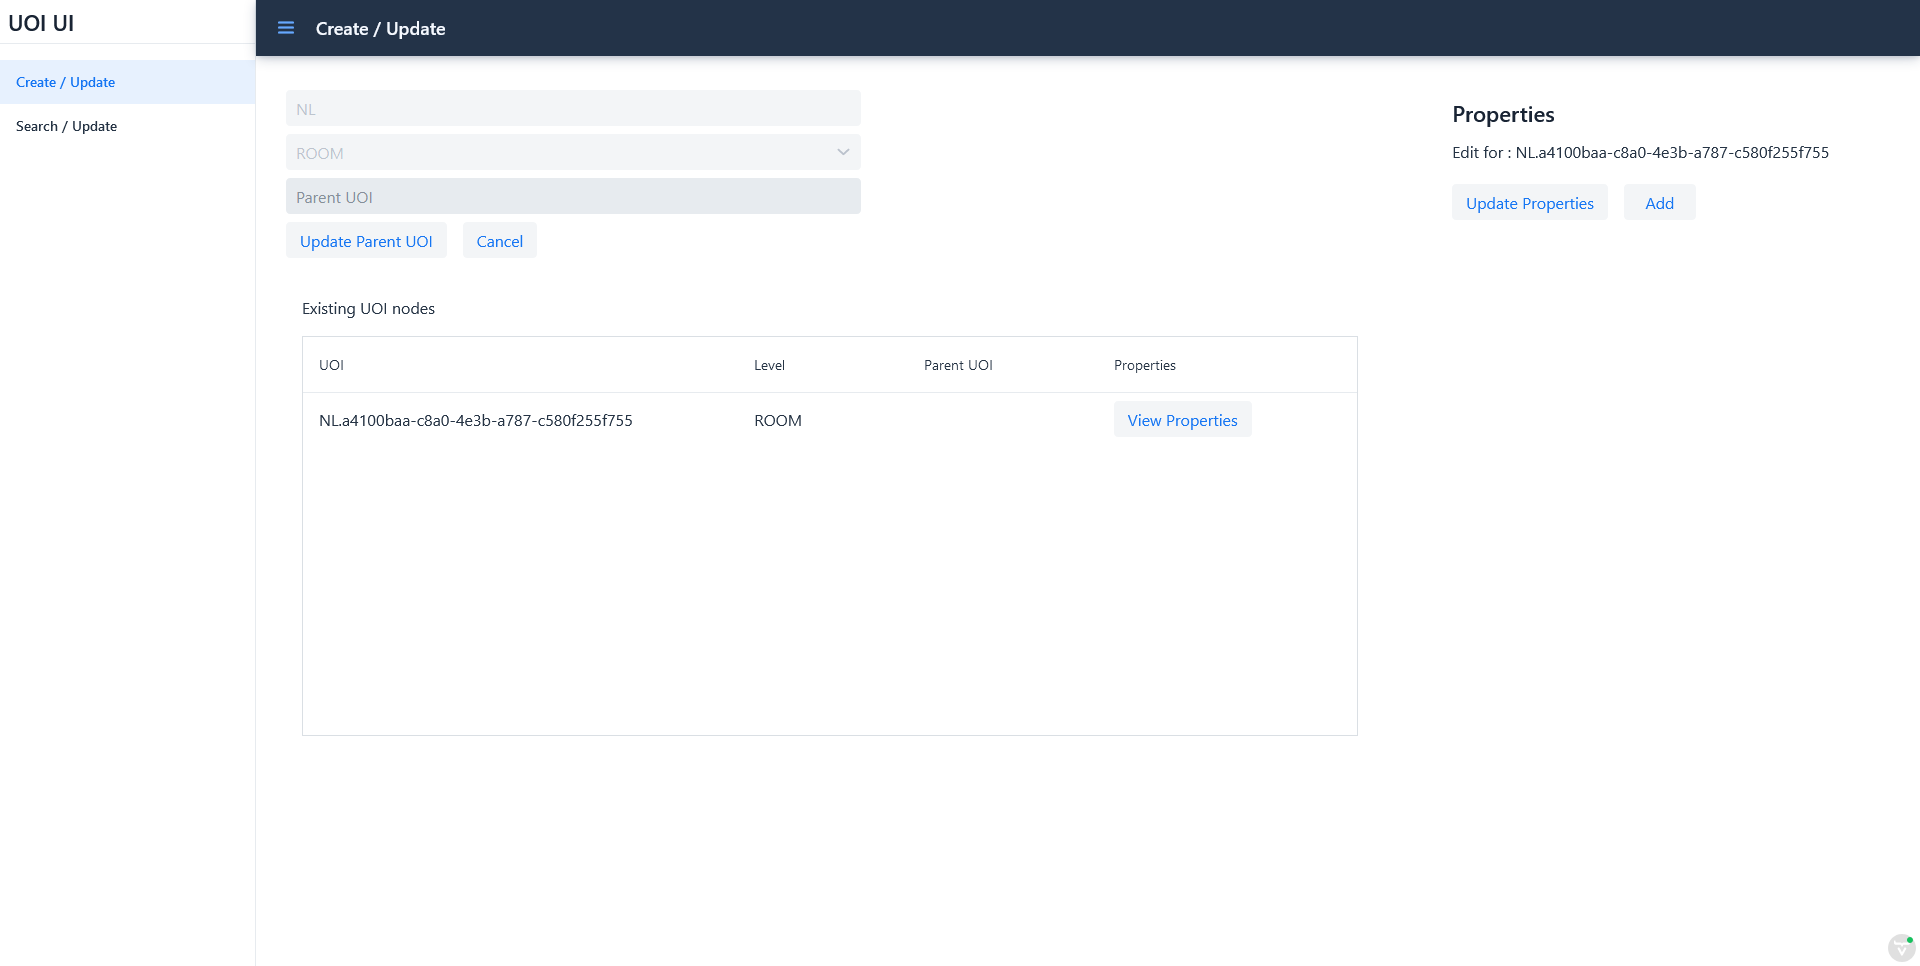 UOI UI
Create / Update
Create / Update
Search / Update
NL
ROOM
Parent UOI
Update Parent UOI Cancel
Properties
Edit for : NL.a4100baa-c8a0-4e3b-a787-c580f255f755
Update Properties Add
Existing UOI nodes
UOI Level Parent UOI Properties
NL.a4100baa-c8a0-4e3b-a787-c580f255f755 ROOM View Properties